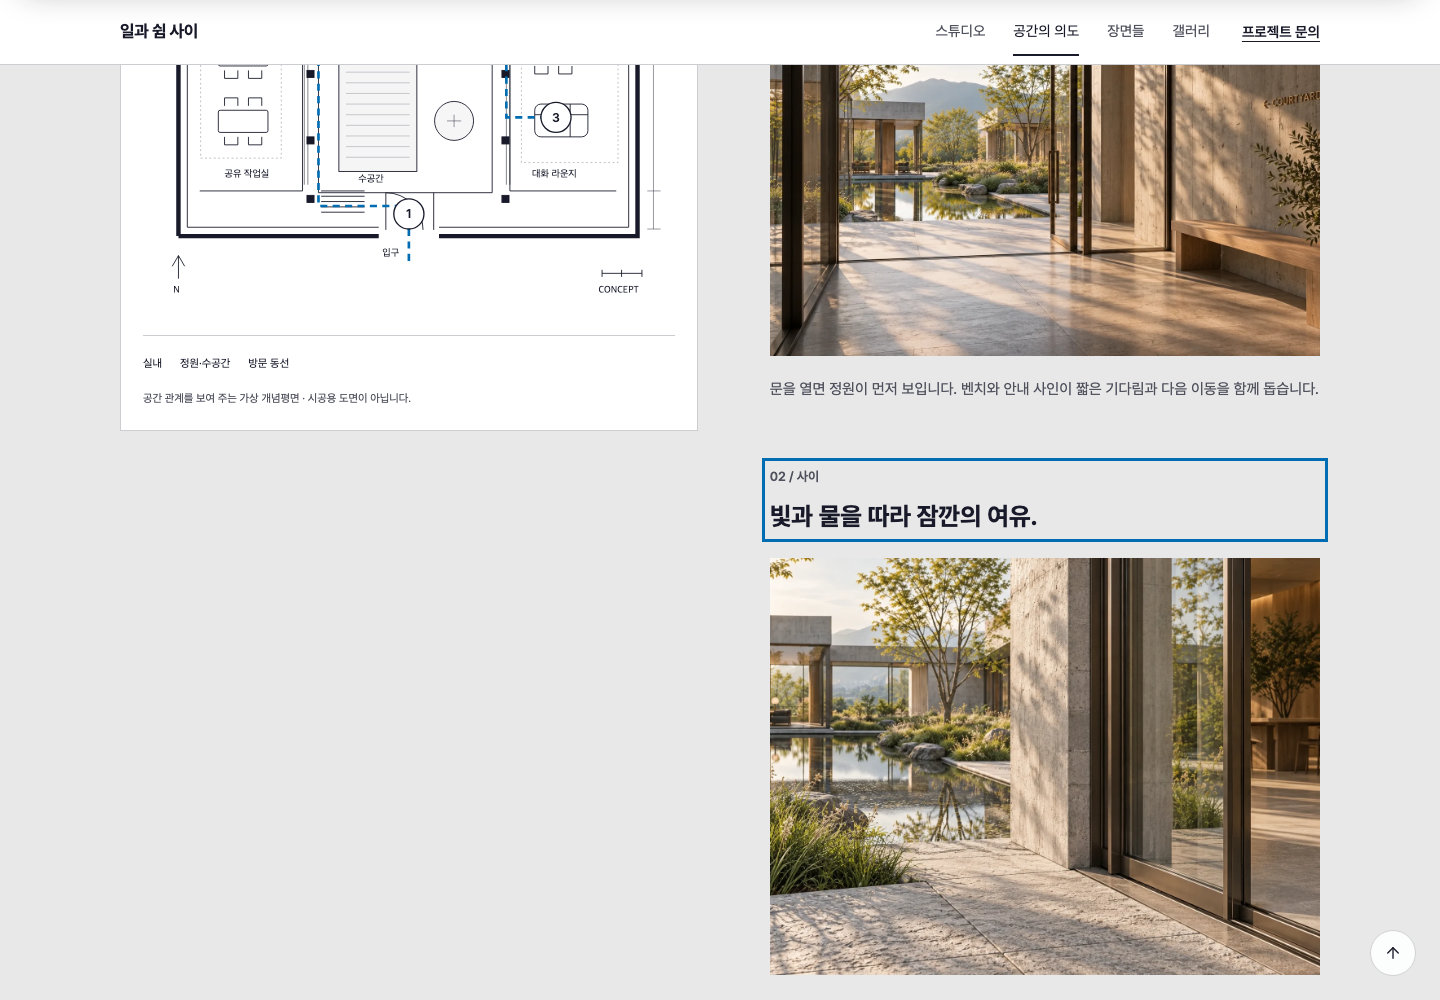 일과 쉼 사이
스튜디오
공간의 의도
장면들
갤러리
프로젝트 문의
3
공유 작업실
수공간
대화 라운지
1
입구
N
CONCEPT
실내
정원·수공간
방문 동선
공간 관계를 보여 주는 가상 개념평면 · 시공용 도면이 아닙니다.
COURTYARD
문을 열면 정원이 먼저 보입니다. 벤치와 안내 사인이 짧은 기다림과 다음 이동을 함께 돕습니다.
02 / 사이
빛과 물을 따라 잠깐의 여유.